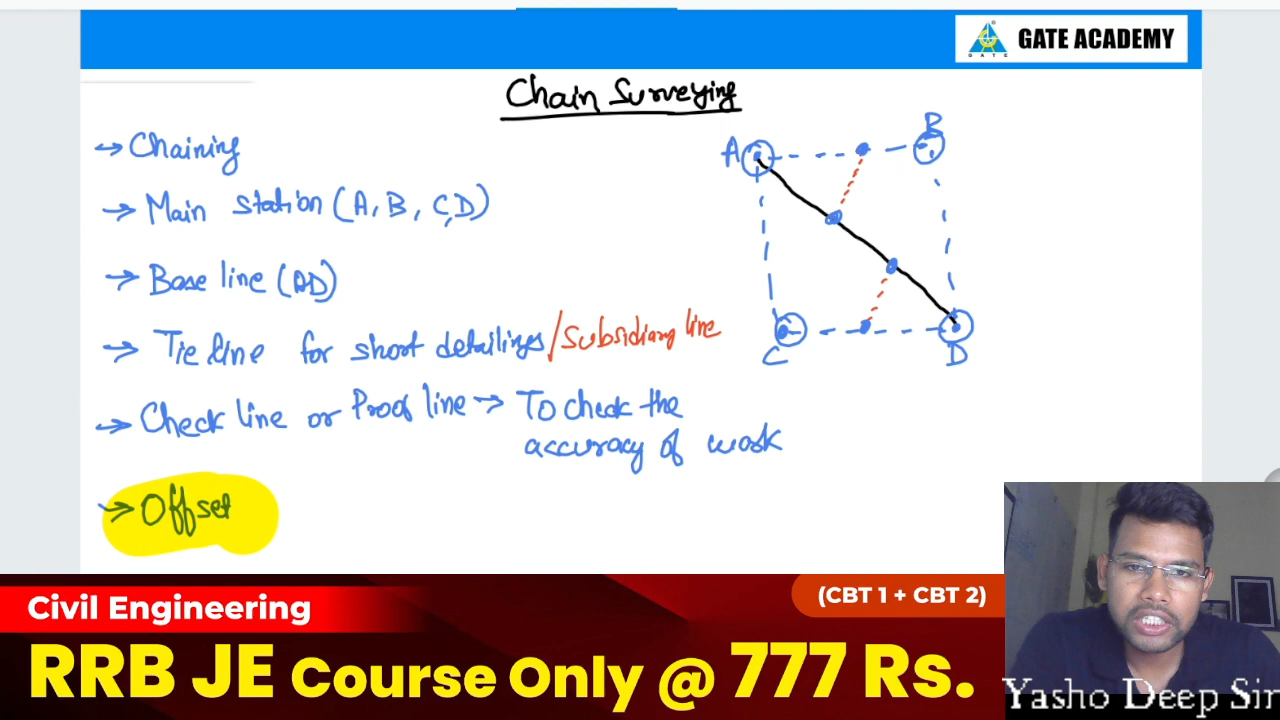 GATE ACADEMY
GATE
Chain Surveying
→ Chaining
→ Main station (A, B, C, D)
→ Base line (AD)
→ Tie line for short detailings/Subsidiary line
→ Check line or Proof line → To check the
accuracy of work
→ Offset
A
B
C
D
Civil Engineering
(CBT 1 + CBT 2)
RRB JE Course Only @ 777 Rs.
Yasho Deep Sir